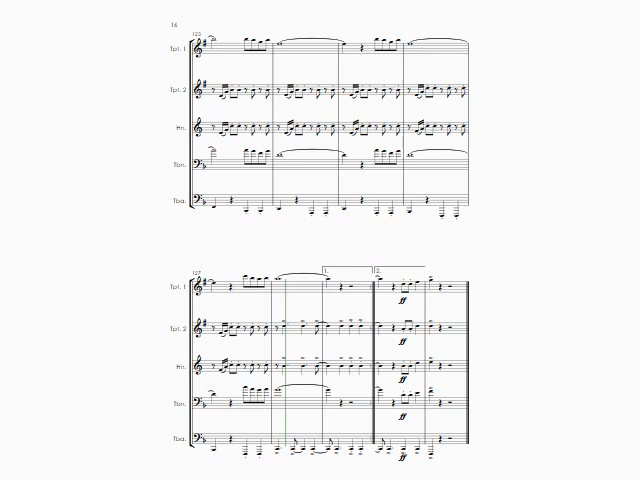 16
123
Tpt. 1
Tpt. 2
Hn.
Tbn.
Tba.
127
1.
2.
Tpt. 1
ff
Tpt. 2
ff
Hn.
ff
Tbn.
ff
Tba.
ff